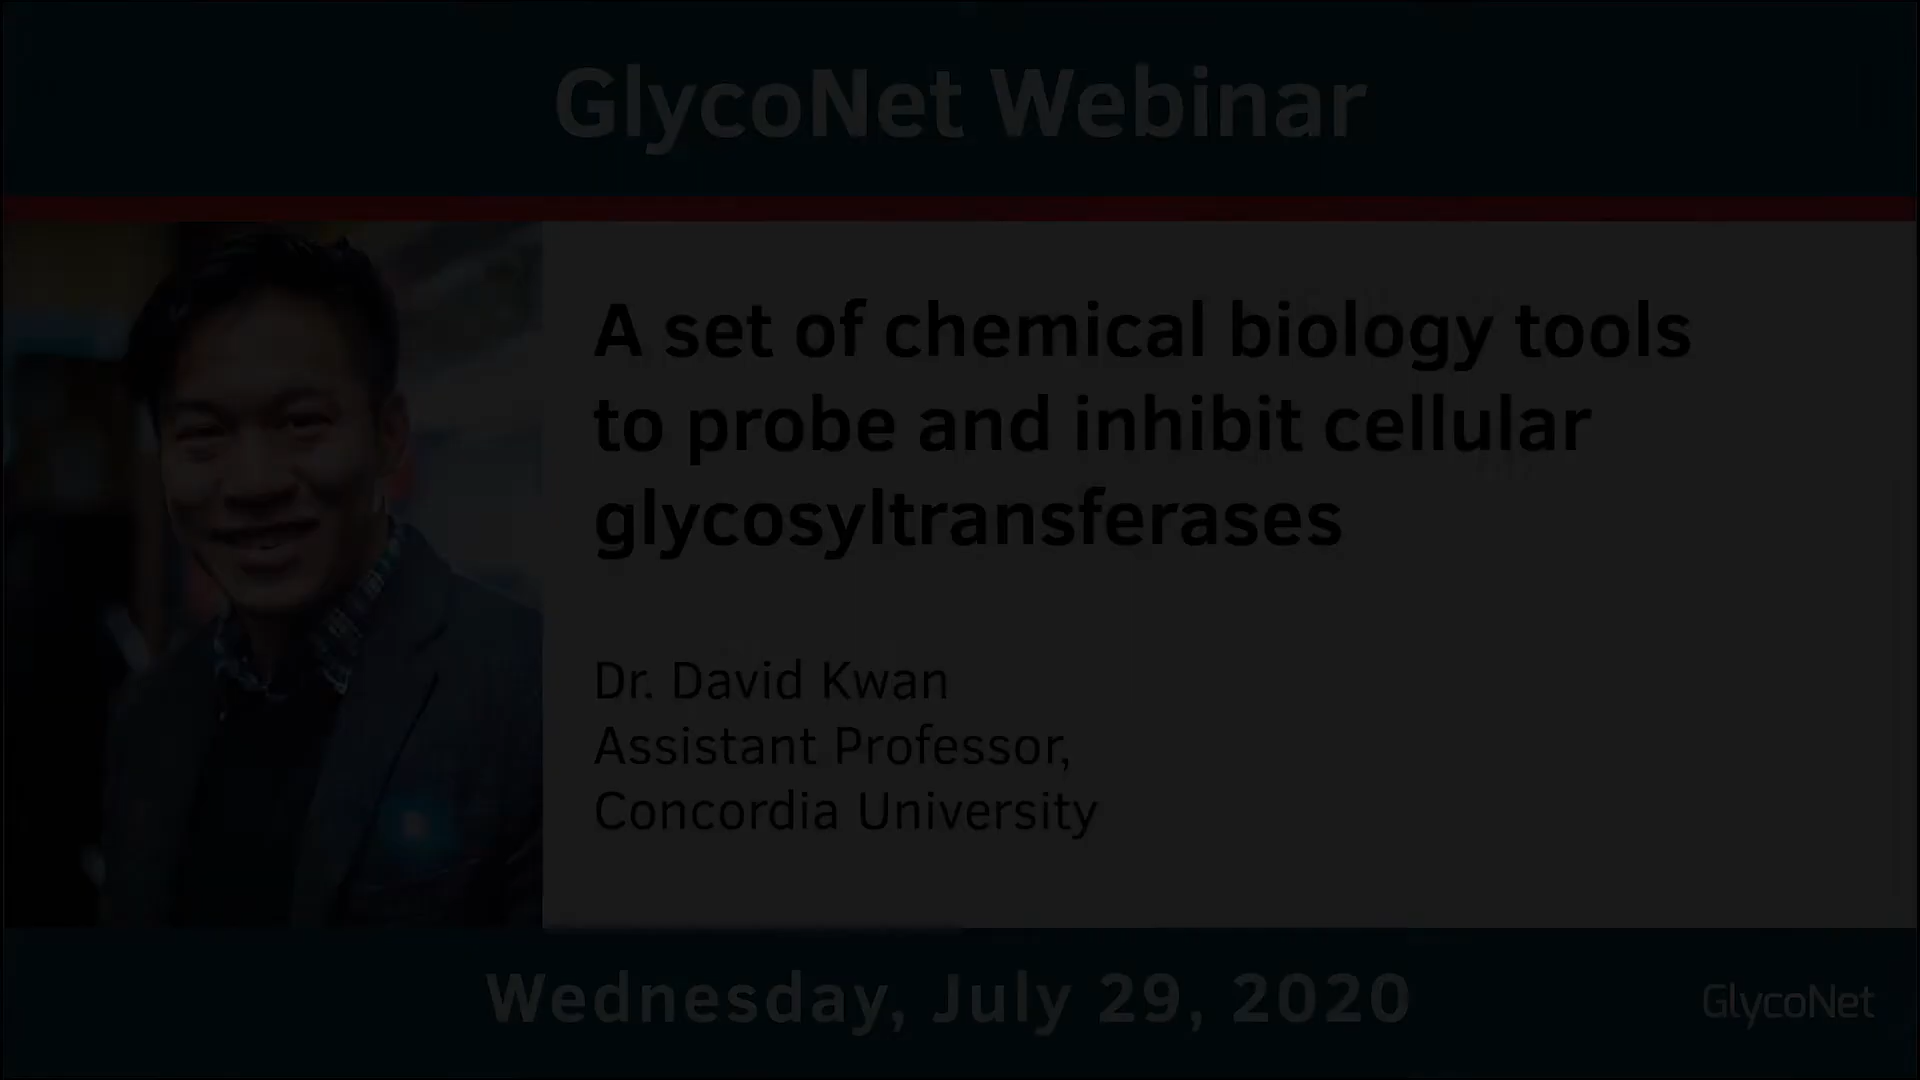 GlycoNet Webinar
A set of chemical biology tools
to probe and inhibit cellular
glycosyltransferases
Dr. David Kwan
Assistant Professor,
Concordia University
Wednesday, July 29, 2020
GlycoNet